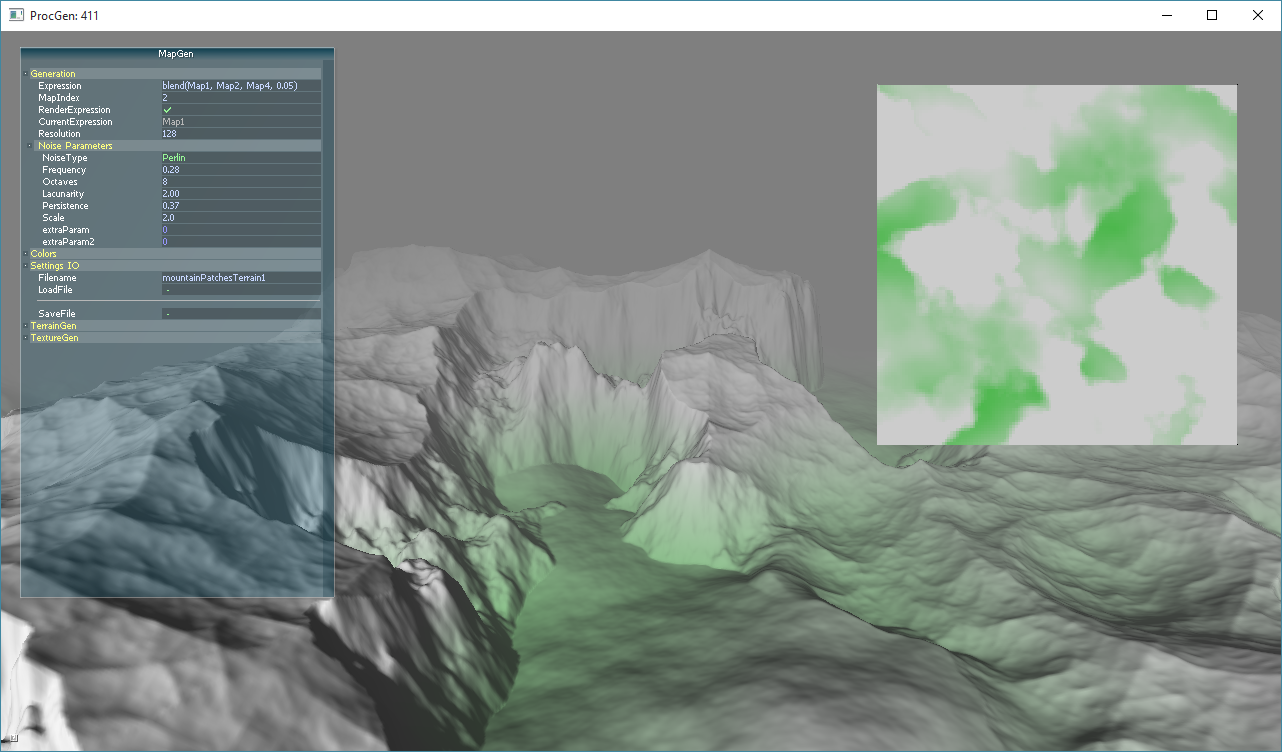 ProcGen: 411
MapGen
Generation
Expression blend(Map1, Map2, Map4, 0.05)
MapIndex 2
RenderExpression
CurrentExpression Map1
Resolution 128
Noise Parameters
NoiseType Perlin
Frequency 0.28
Octaves 8
Lacunarity 2.00
Persistence 0.37
Scale 2.0
extraParam 0
extraParam2 0
Colors
Settings IO
Filename mountainPatchesTerrain1
LoadFile -
SaveFile -
TerrainGen
TextureGen